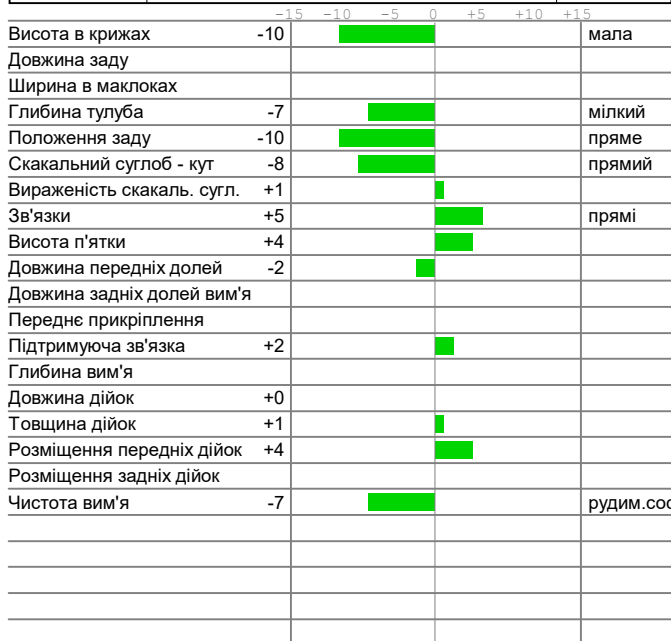 -15 -10 -5 0 +5 +10 +15
Висота в крижах -10 мала
Довжина заду
Ширина в маклоках
Глибина тулуба -7 мілкий
Положення заду -10 пряме
Скакальний суглоб - кут -8 прямий
Вираженість скакаль. сугл. +1
Зв'язки +5 прямі
Висота п'ятки +4
Довжина передніх долей -2
Довжина задніх долей вим'я
Переднє прикріплення
Підтримуюча зв'язка +2
Глибина вим'я
Довжина дійок +0
Товщина дійок +1
Розміщення передніх дійок +4
Розміщення задніх дійок
Чистота вим'я -7 рудим.сос